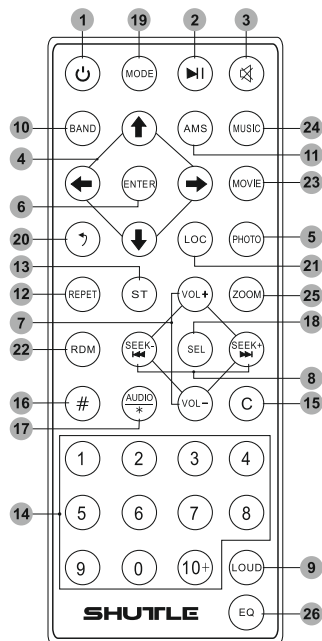 1 19 2 3
MODE
10 BAND AMS MUSIC 24
4 11
6 ENTER MOVIE 23
20 LOC PHOTO 5
13 21
12 REPET ST VOL+ ZOOM 25
7 18
22 RDM SEEK- SEL SEEK+
8
16 # AUDIO VOL- C 15
17 *
1 2 3 4
14 5 6 7 8
9 0 10+ LOUD 9
SHUTTLE EQ 26